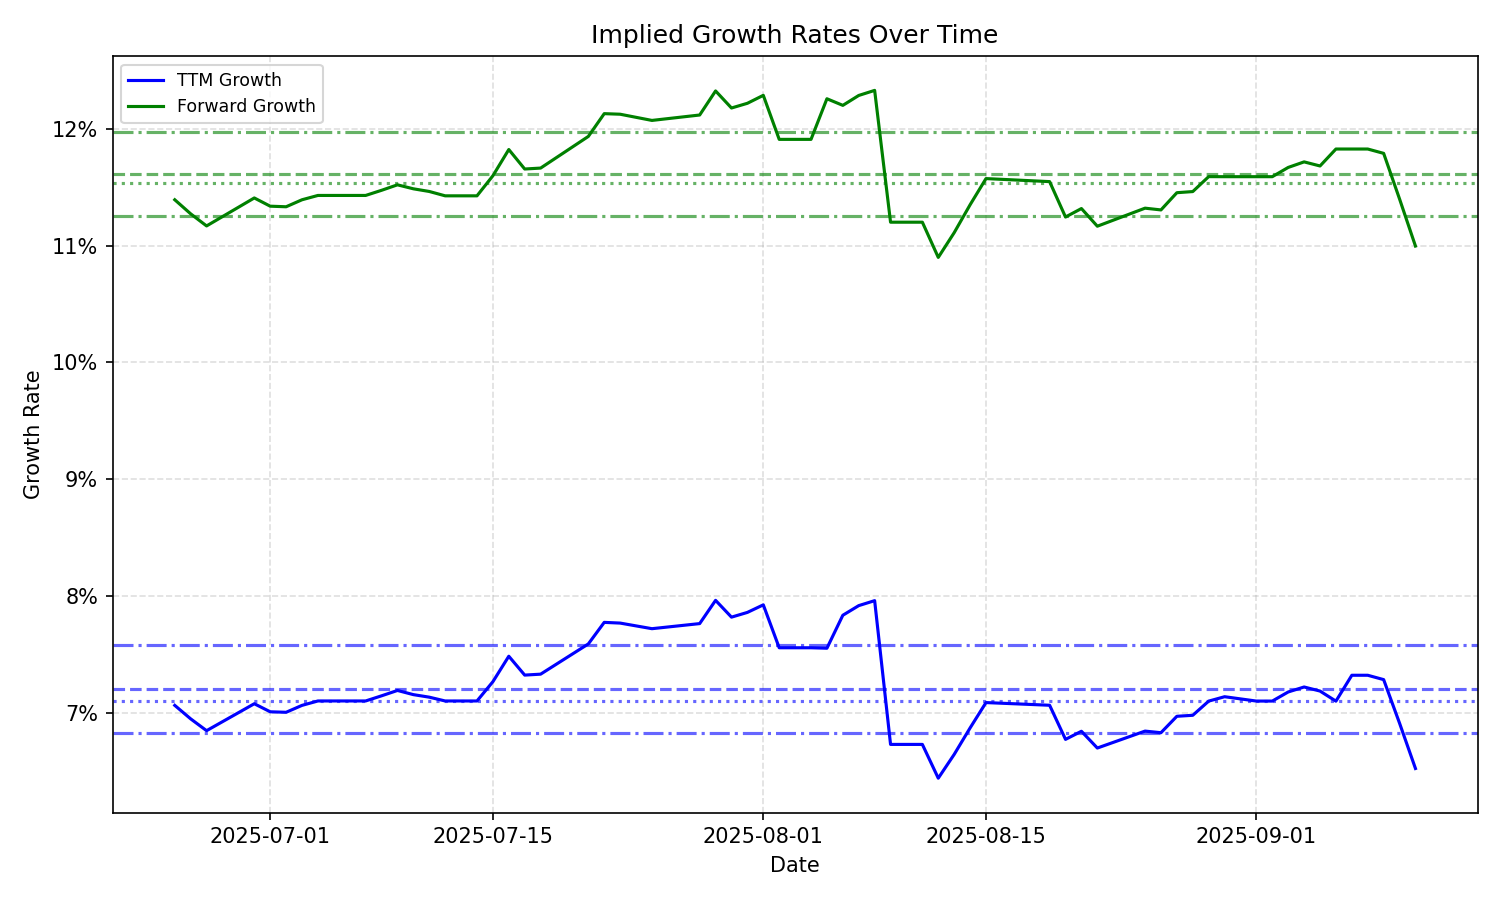 Implied Growth Rates Over Time
TTM Growth
Forward Growth
12%
11%
10%
9%
8%
7%
Growth Rate
2025-07-01
2025-07-15
2025-08-01
2025-08-15
2025-09-01
Date